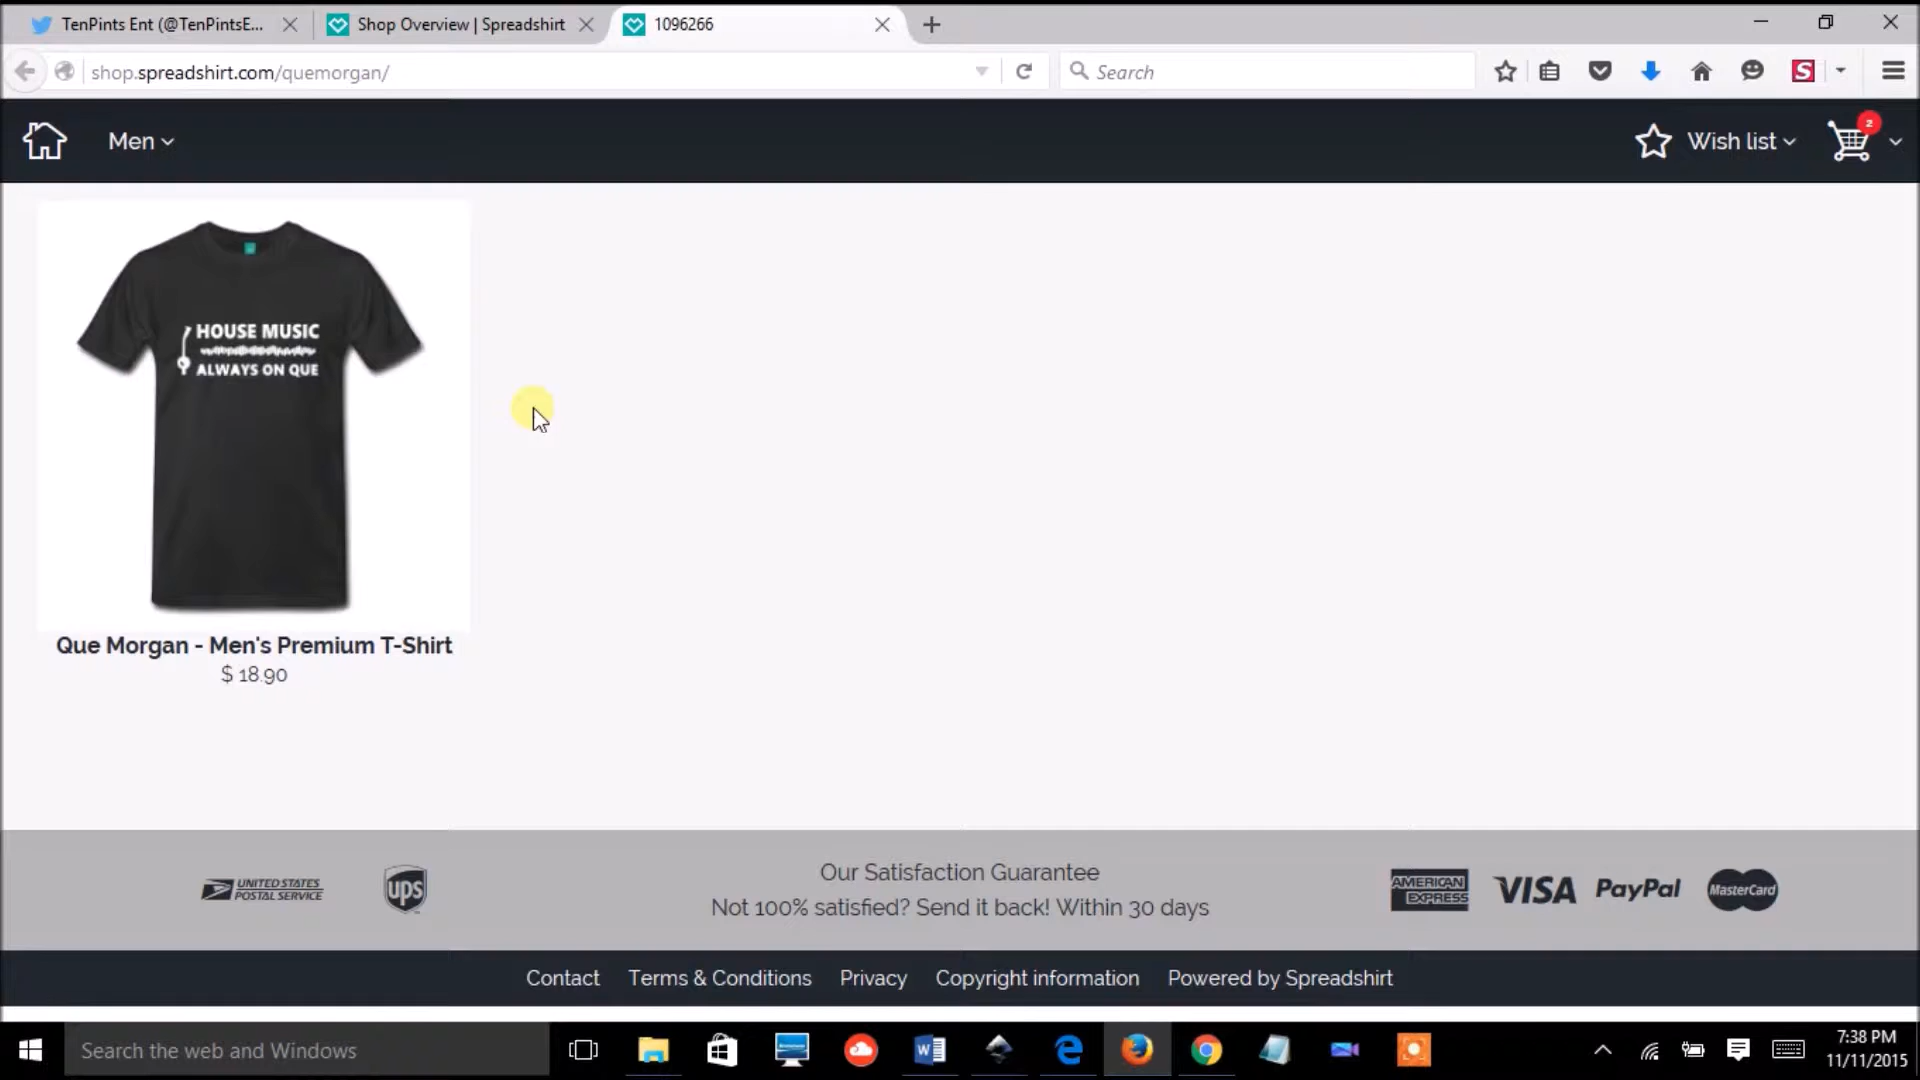 TenPints Ent (@TenPintsE...
Shop Overview | Spreadshirt
1096266
shop.spreadshirt.com/quemorgan/
Search
S
Men
Wish list
2
HOUSE MUSIC
ALWAYS ON QUE
Que Morgan - Men's Premium T-Shirt
$ 18.90
UNITED STATES
POSTAL SERVICE
ups
Our Satisfaction Guarantee
Not 100% satisfied? Send it back! Within 30 days
AMERICAN
EXPRESS
VISA
PayPal
MasterCard
Contact
Terms & Conditions
Privacy
Copyright information
Powered by Spreadshirt
Search the web and Windows
7:38 PM
11/11/2015